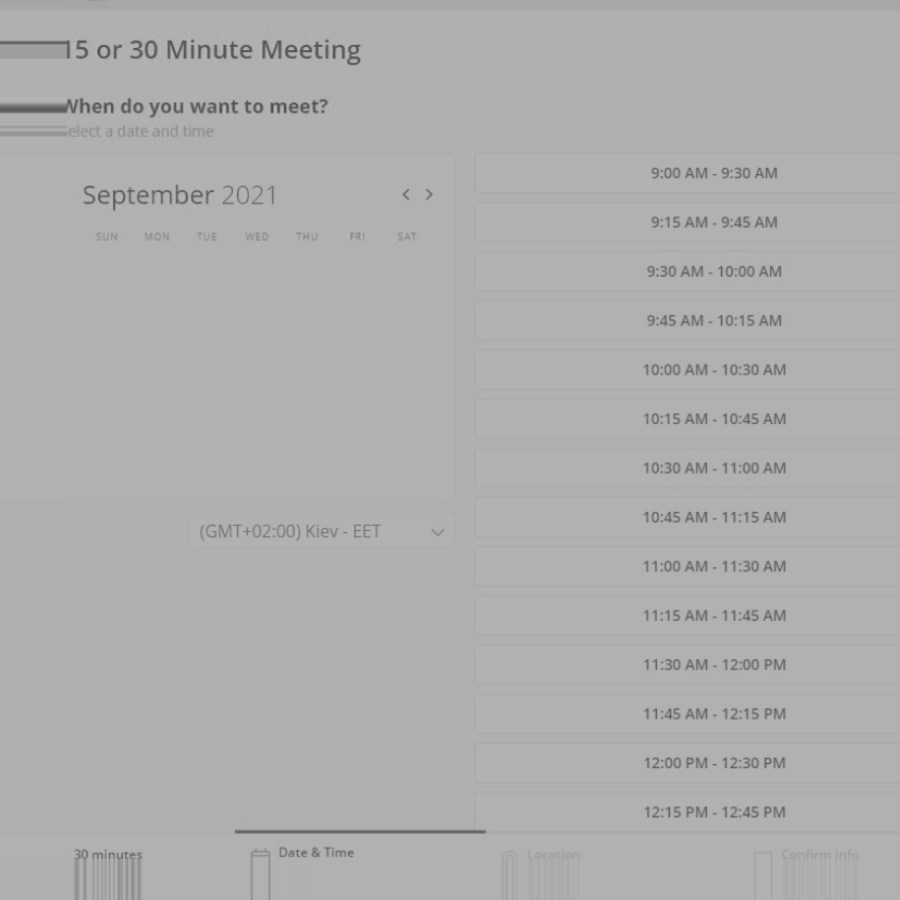 15 or 30 Minute Meeting
When do you want to meet?
elect a date and time
September 2021
SUN MON TUE WED THU FRI SAT
(GMT+02:00) Kiev - EET
9:00 AM - 9:30 AM
9:15 AM - 9:45 AM
9:30 AM - 10:00 AM
9:45 AM - 10:15 AM
10:00 AM - 10:30 AM
10:15 AM - 10:45 AM
10:30 AM - 11:00 AM
10:45 AM - 11:15 AM
11:00 AM - 11:30 AM
11:15 AM - 11:45 AM
11:30 AM - 12:00 PM
11:45 AM - 12:15 PM
12:00 PM - 12:30 PM
12:15 PM - 12:45 PM
30 minutes
Date & Time
Location
Confirm Info